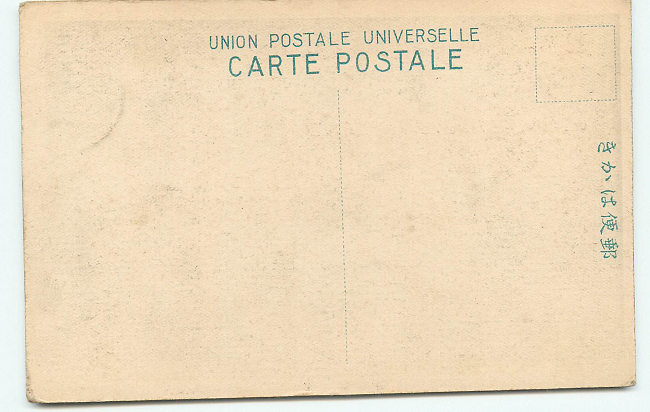 UNION POSTALE UNIVERSELLE
CARTE POSTALE
郵便はかき